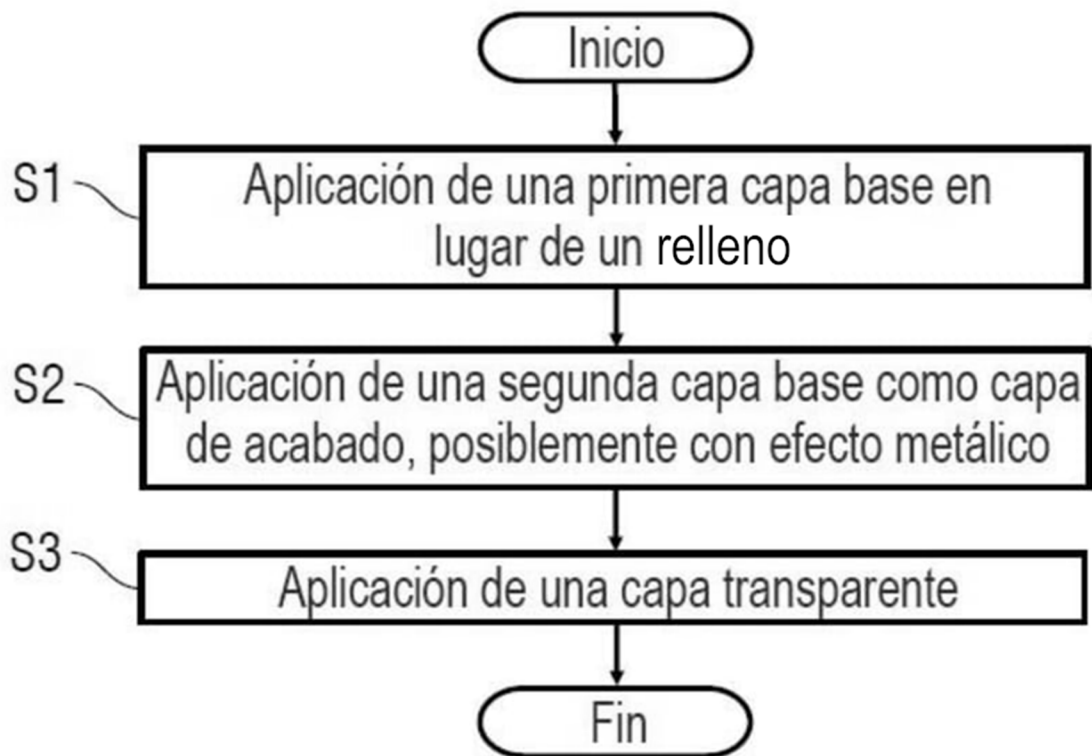 Inicio
S1
Aplicación de una primera capa base en
lugar de un relleno
S2
Aplicación de una segunda capa base como capa
de acabado, posiblemente con efecto metálico
S3
Aplicación de una capa transparente
Fin